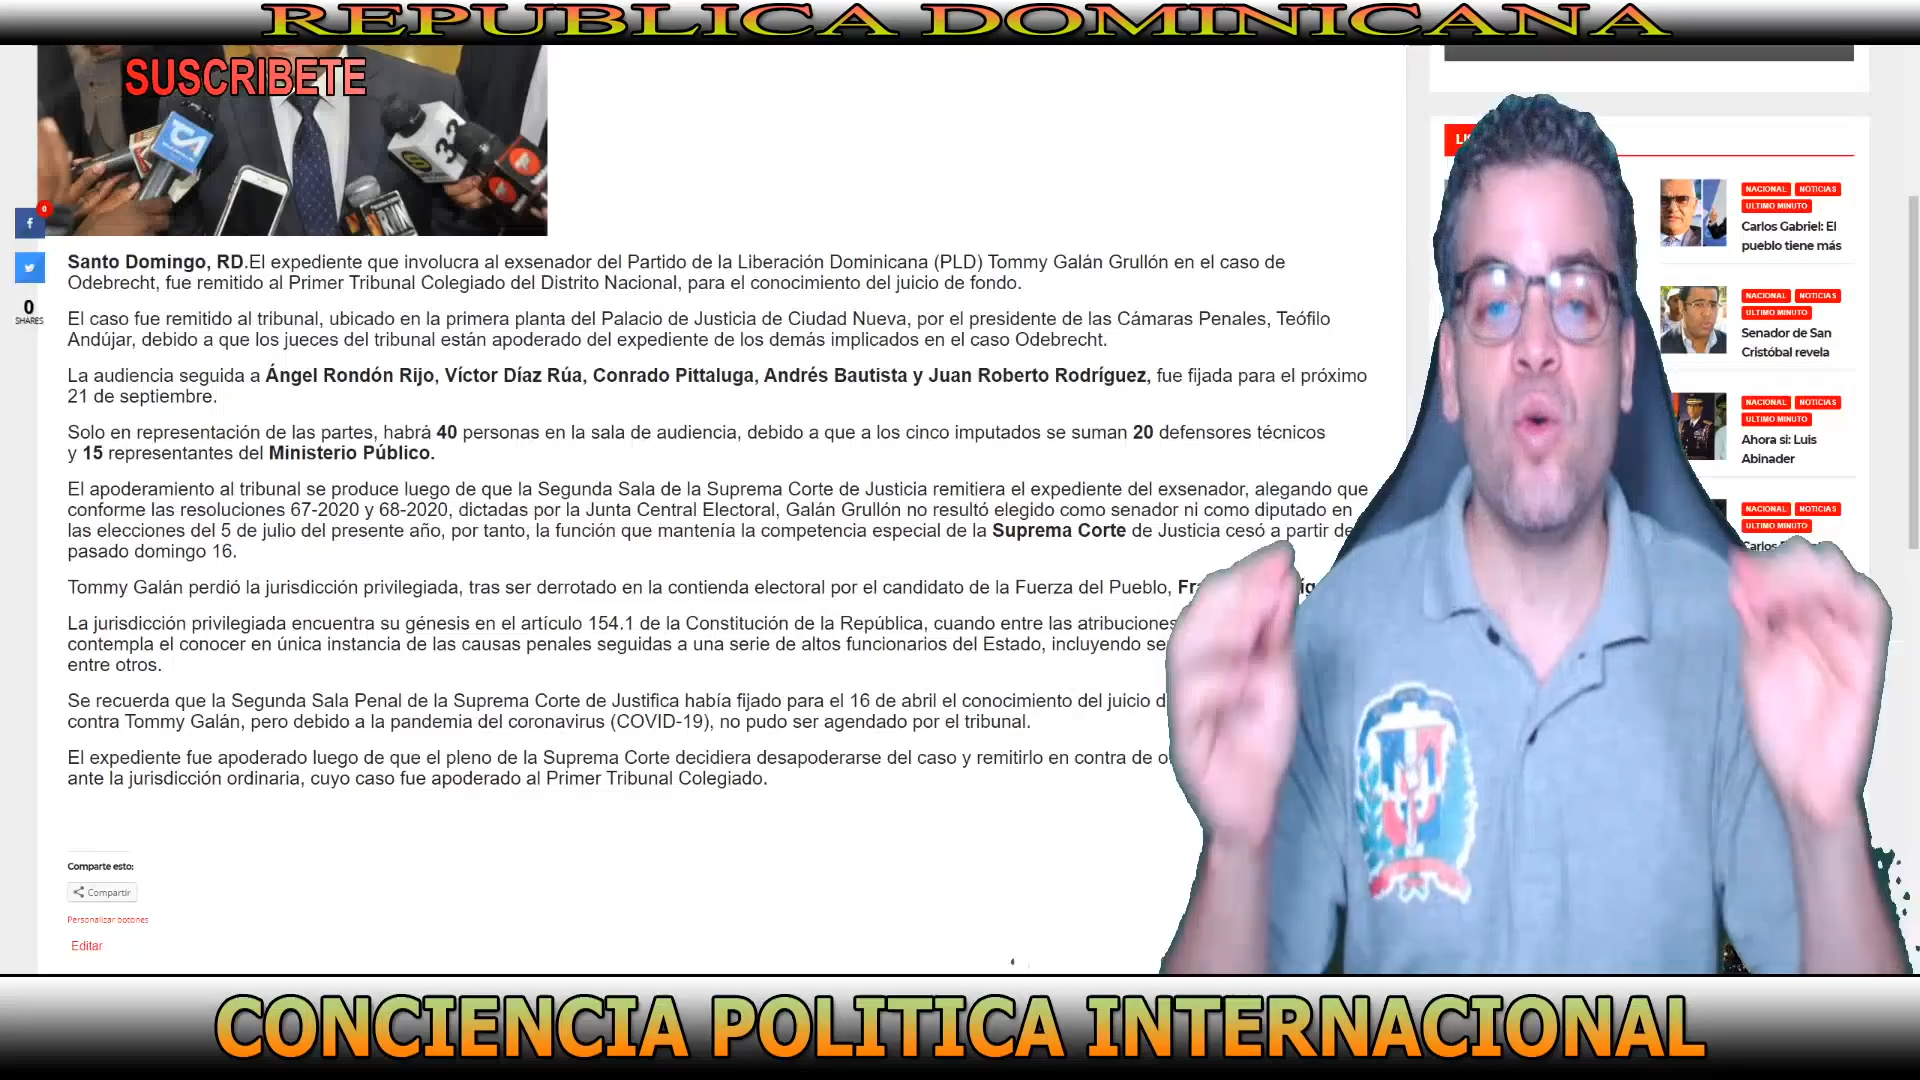 REPUBLICA DOMINICANA
SUSCRIBETE
33
0
0
SHARES
Santo Domingo, RD.El expediente que involucra al exsenador del Partido de la Liberación Dominicana (PLD) Tommy Galán Grullón en el caso de
Odebrecht, fue remitido al Primer Tribunal Colegiado del Distrito Nacional, para el conocimiento del juicio de fondo.
El caso fue remitido al tribunal, ubicado en la primera planta del Palacio de Justicia de Ciudad Nueva, por el presidente de las Cámaras Penales, Teófilo
Andújar, debido a que los jueces del tribunal están apoderado del expediente de los demás implicados en el caso Odebrecht.
La audiencia seguida a Ángel Rondón Rijo, Víctor Díaz Rúa, Conrado Pittaluga, Andrés Bautista y Juan Roberto Rodríguez, fue fijada para el próximo
21 de septiembre.
Solo en representación de las partes, habrá 40 personas en la sala de audiencia, debido a que a los cinco imputados se suman 20 defensores técnicos
y 15 representantes del Ministerio Público.
El apoderamiento al tribunal se produce luego de que la Segunda Sala de la Suprema Corte de Justicia remitiera el expediente del exsenador, alegando que
conforme las resoluciones 67-2020 y 68-2020, dictadas por la Junta Central Electoral, Galán Grullón no resultó elegido como senador ni como diputado en
las elecciones del 5 de julio del presente año, por tanto, la función que mantenía la competencia especial de la Suprema Corte de Justicia cesó a partir de
pasado domingo 16.
Tommy Galán perdió la jurisdicción privilegiada, tras ser derrotado en la contienda electoral por el candidato de la Fuerza del Pueblo,
La jurisdicción privilegiada encuentra su génesis en el artículo 154.1 de la Constitución de la República, cuando entre las atribuciones
contempla el conocer en única instancia de las causas penales seguidas a una serie de altos funcionarios del Estado, incluyendo
entre otros.
Se recuerda que la Segunda Sala Penal de la Suprema Corte de Justifica había fijado para el 16 de abril el conocimiento del juicio
contra Tommy Galán, pero debido a la pandemia del coronavirus (COVID-19), no pudo ser agendado por el tribunal.
El expediente fue apoderado luego de que el pleno de la Suprema Corte decidiera desapoderarse del caso y remitirlo en contra de
ante la jurisdicción ordinaria, cuyo caso fue apoderado al Primer Tribunal Colegiado.
Comparte esto:
Compartir
Personalizar botones
Editar
NACIONAL NOTICIAS
ULTIMO MINUTO
Carlos Gabriel: El
pueblo tiene más
NACIONAL NOTICIAS
ULTIMO MINUTO
Senador de San
Cristóbal revela
NACIONAL NOTICIAS
ULTIMO MINUTO
Ahora si: Luis
Abinader
NACIONAL NOTICIAS
ULTIMO MINUTO
Carlos
CONCIENCIA POLITICA INTERNACIONAL